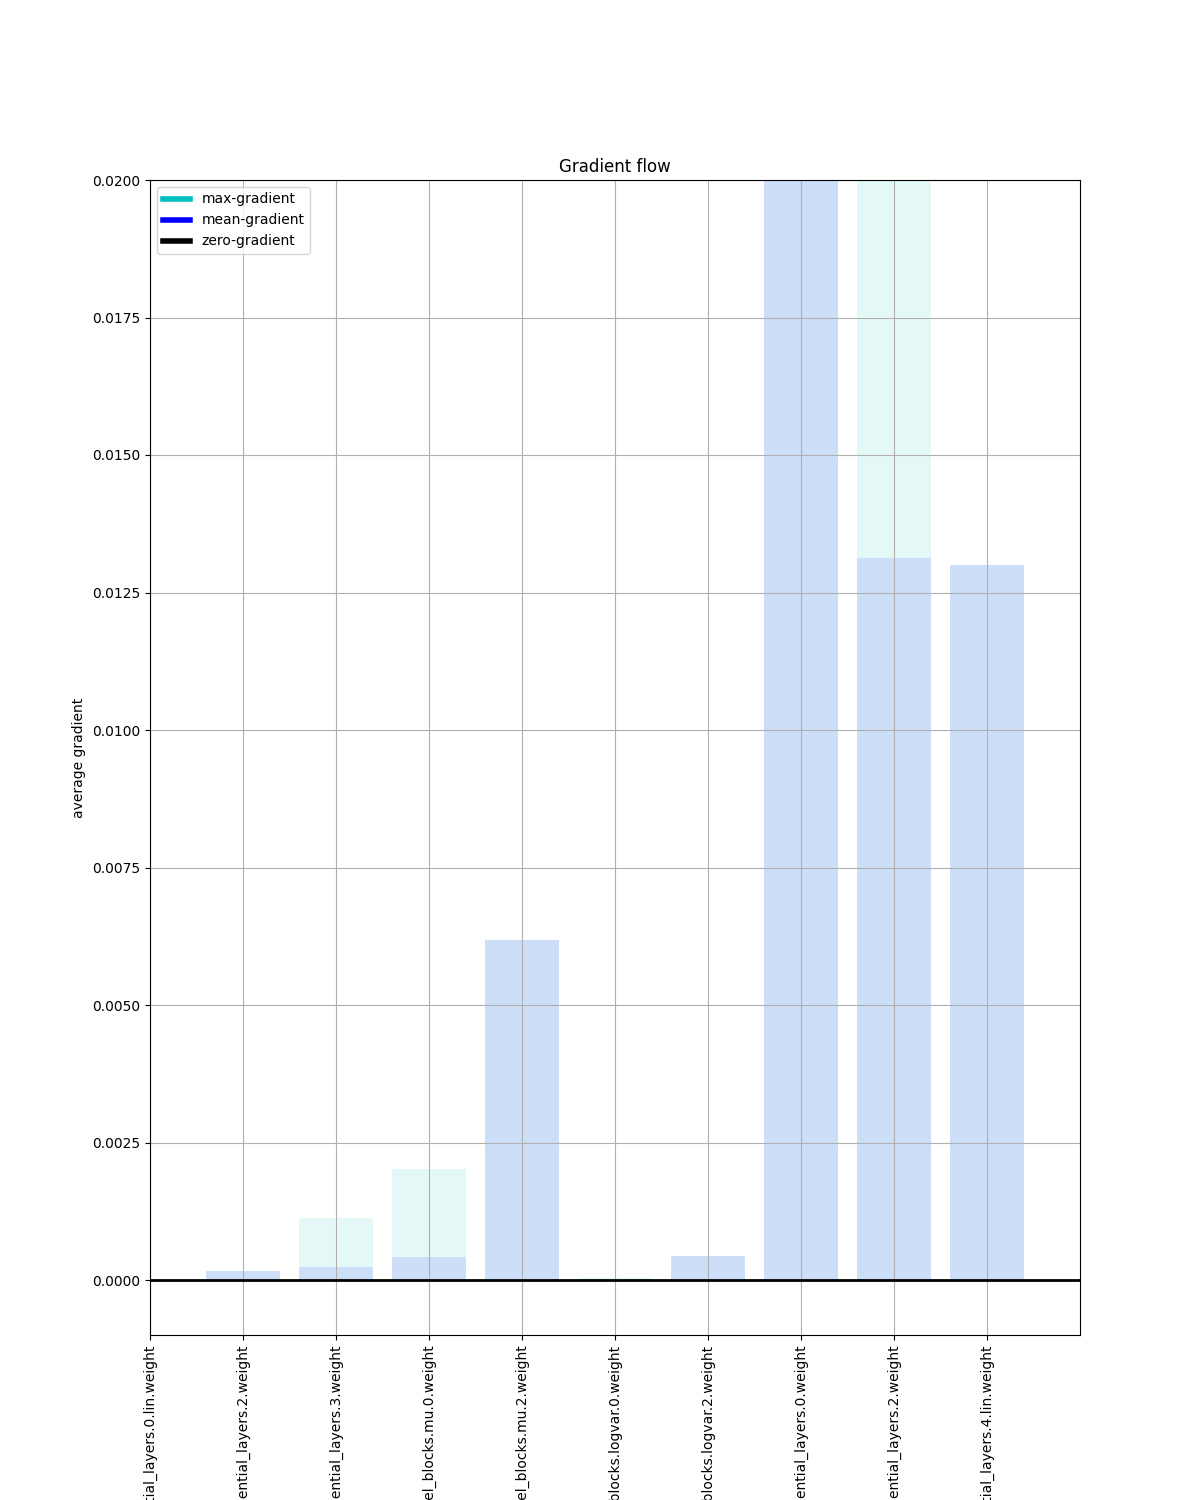 Gradient flow
max-gradient
mean-gradient
zero-gradient
0.0200
0.0175
0.0150
0.0125
0.0100
0.0075
0.0050
0.0025
0.0000
average gradient
tial_layers.0.lin.weight
ential_layers.2.weight
ential_layers.3.weight
el_blocks.mu.0.weight
el_blocks.mu.2.weight
blocks.logvar.0.weight
blocks.logvar.2.weight
ential_layers.0.weight
ential_layers.2.weight
tial_layers.4.lin.weight